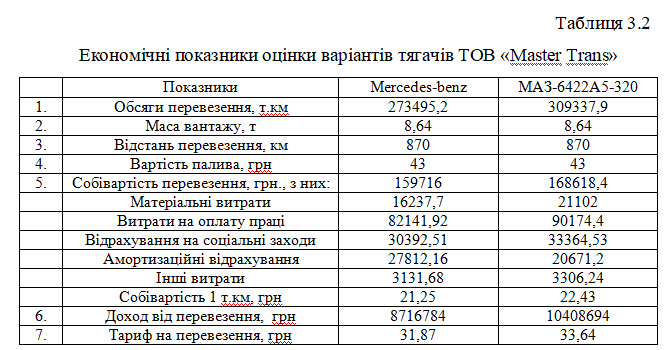 Таблиця 3.2
Економічні показники оцінки варіантів тягачів ТОВ «Master Trans»
Показники Mercedes-benz МАЗ-6422А5-320
1. Обсяги перевезення, т.км 273495,2 309337,9
2. Маса вантажу, т 8,64 8,64
3. Відстань перевезення, км 870 870
4. Вартість палива, грн 43 43
5. Собівартість перевезення, грн., з них: 159716 168618,4
Матеріальні витрати 16237,7 21102
Витрати на оплату праці 82141,92 90174,4
Відрахування на соціальні заходи 30392,51 33364,53
Амортизаційні відрахування 27812,16 20671,2
Інші витрати 3131,68 3306,24
Собівартість 1 т.км, грн 21,25 22,43
6. Доход від перевезення, грн 8716784 10408694
7. Тариф на перевезення, грн 31,87 33,64